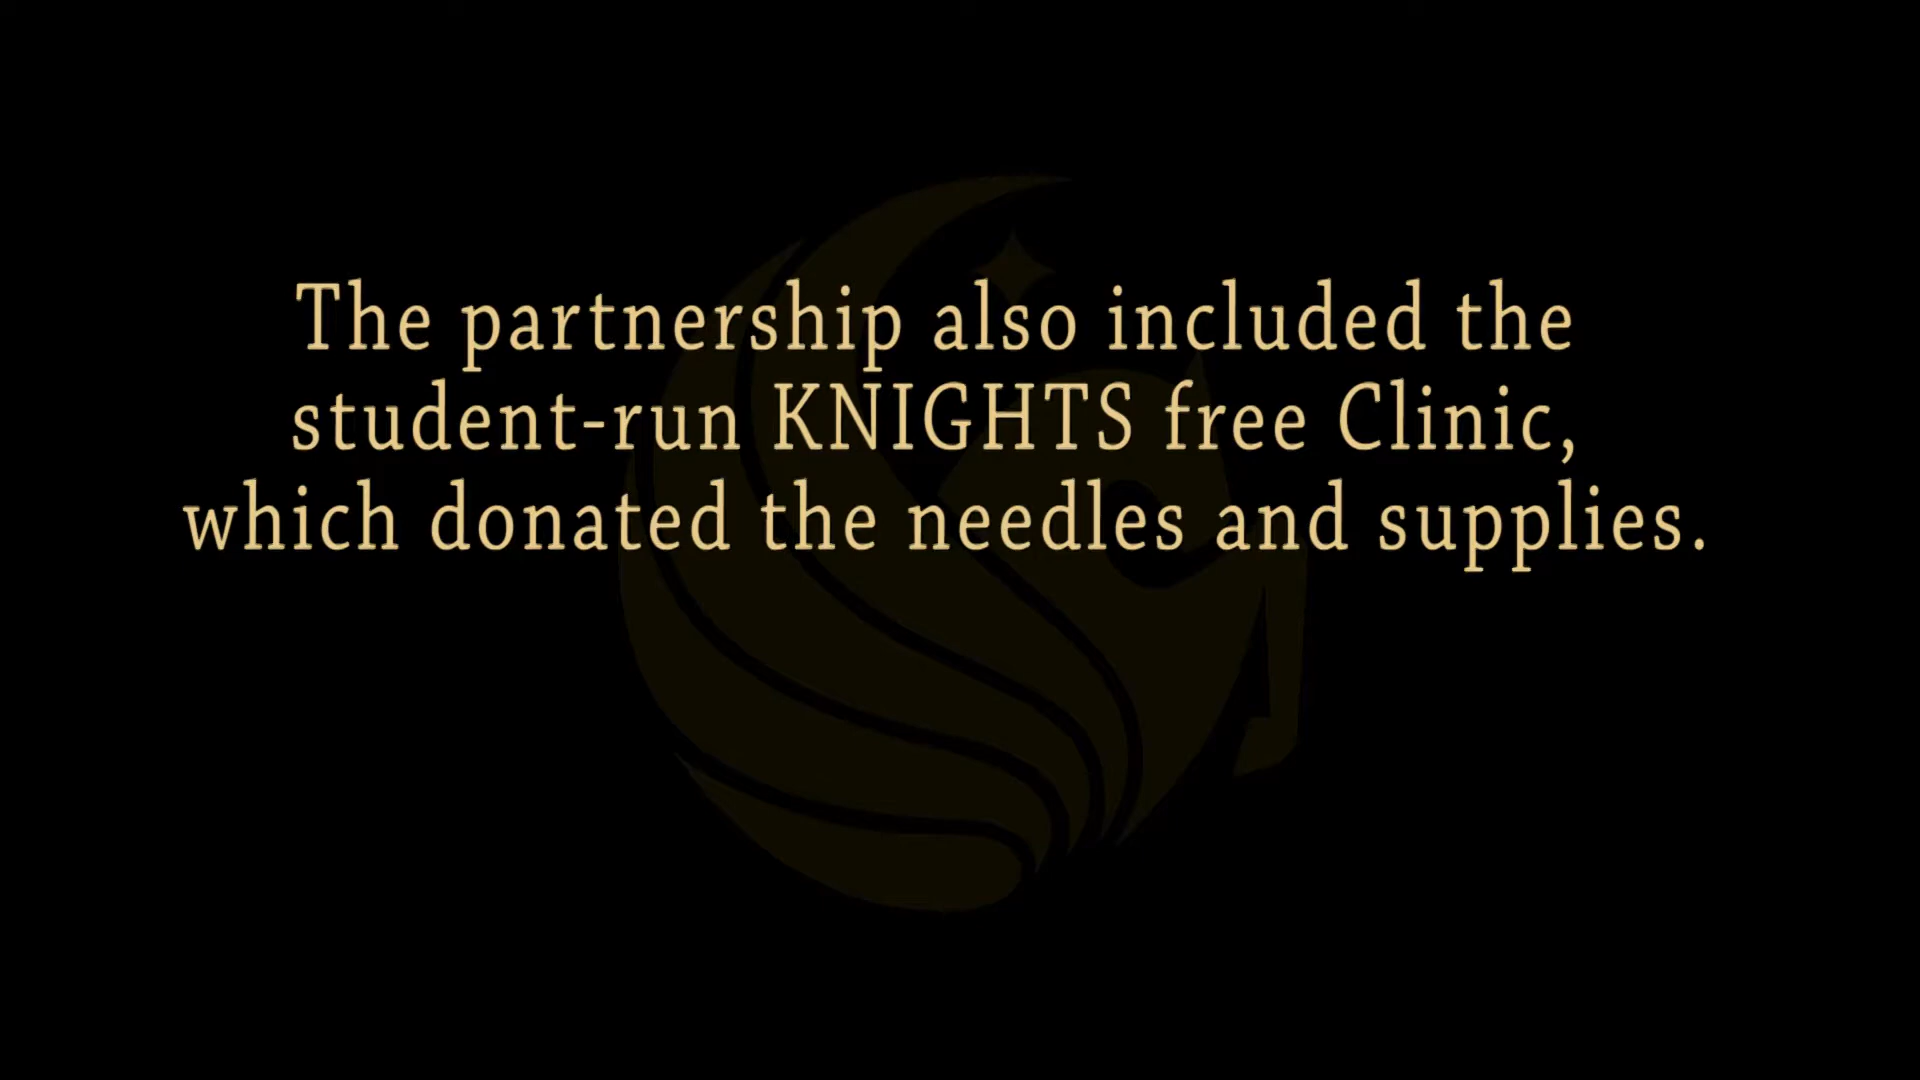 The partnership also included the
student-run KNIGHTS free Clinic,
which donated the needles and supplies.